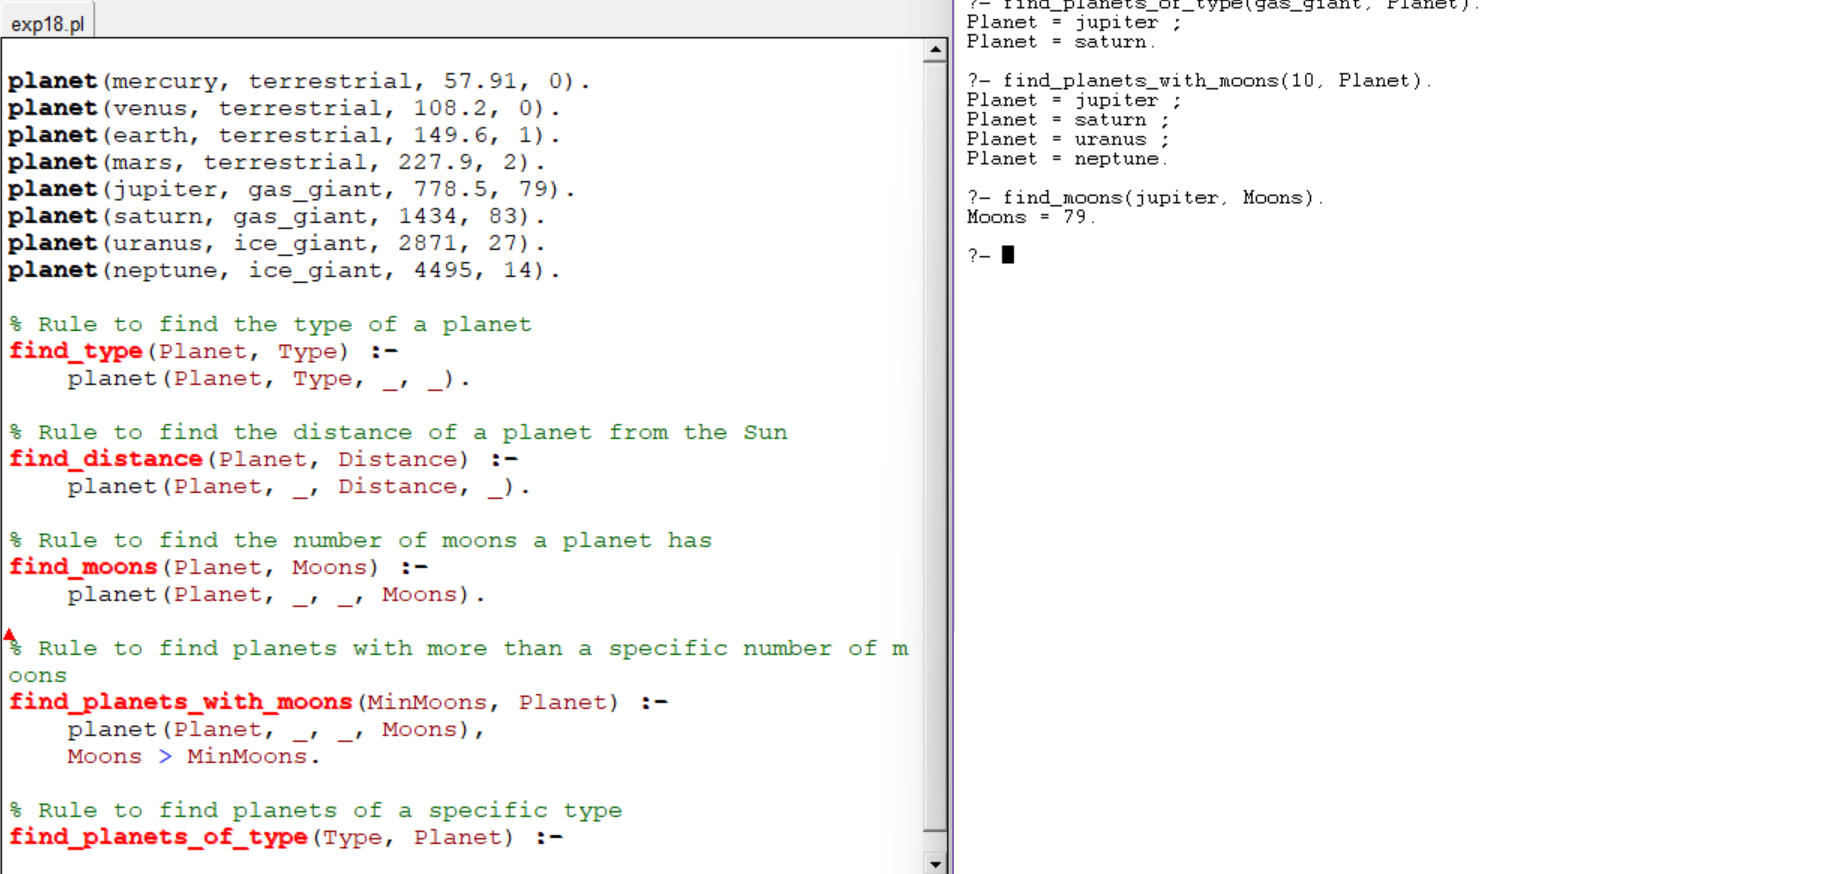 exp18.pl
planet(mercury, terrestrial, 57.91, 0).
planet(venus, terrestrial, 108.2, 0).
planet(earth, terrestrial, 149.6, 1).
planet(mars, terrestrial, 227.9, 2).
planet(jupiter, gas_giant, 778.5, 79).
planet(saturn, gas_giant, 1434, 83).
planet(uranus, ice_giant, 2871, 27).
planet(neptune, ice_giant, 4495, 14).
% Rule to find the type of a planet
find_type(Planet, Type) :-
    planet(Planet, Type, _, _).
% Rule to find the distance of a planet from the Sun
find_distance(Planet, Distance) :-
    planet(Planet, _, Distance, _).
% Rule to find the number of moons a planet has
find_moons(Planet, Moons) :-
    planet(Planet, _, _, Moons).
% Rule to find planets with more than a specific number of m
oons
find_planets_with_moons(MinMoons, Planet) :-
    planet(Planet, _, _, Moons),
    Moons > MinMoons.
% Rule to find planets of a specific type
find_planets_of_type(Type, Planet) :-
?- find_planets_of_type(gas_giant, Planet).
Planet = jupiter ;
Planet = saturn.
?- find_planets_with_moons(10, Planet).
Planet = jupiter ;
Planet = saturn ;
Planet = uranus ;
Planet = neptune.
?- find_moons(jupiter, Moons).
Moons = 79.
?-